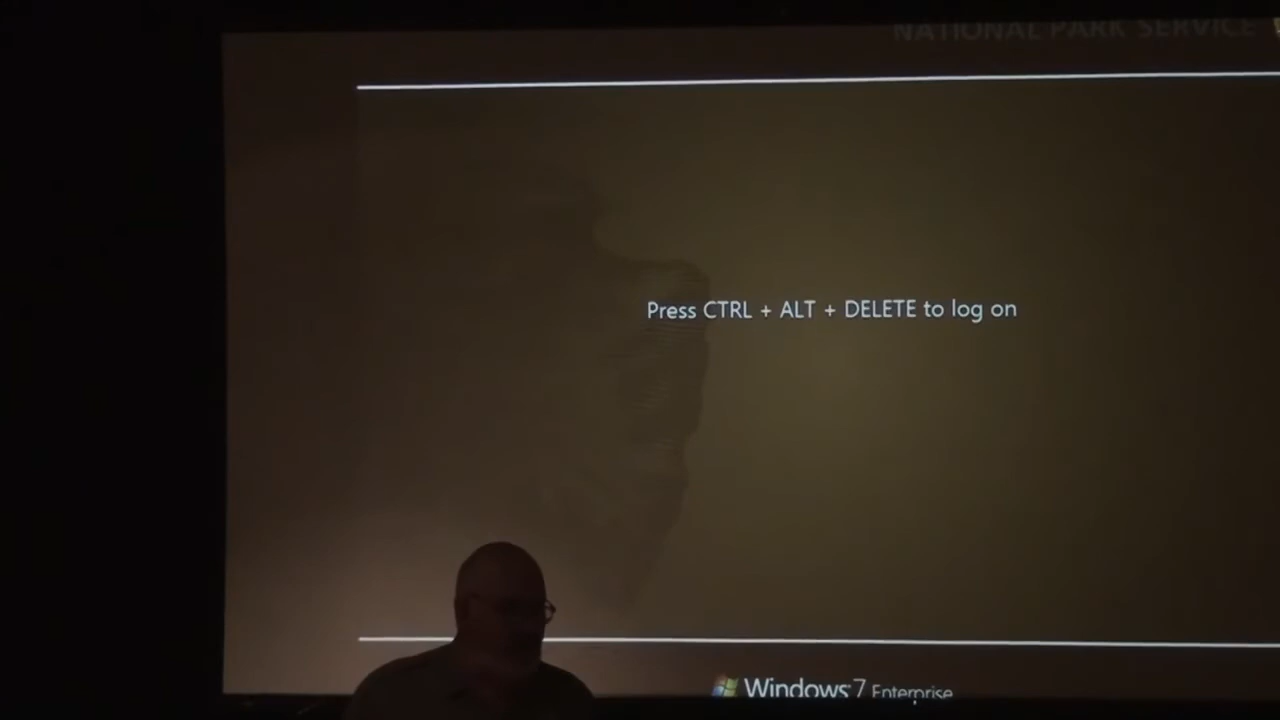 NATIONAL PARK SERVICE
Press CTRL + ALT + DELETE to log on
Windows 7 Enterprise